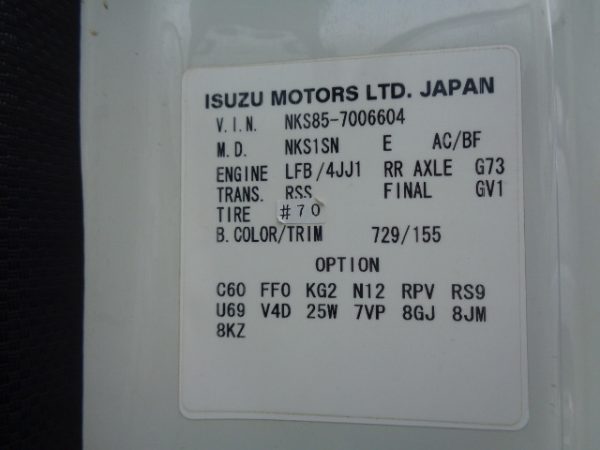 ISUZU MOTORS LTD. JAPAN
V.I.N. NKS85-7006604
M.D. NKS1SN E AC/BF
ENGINE LFB/4JJ1 RR AXLE G73
TRANS. RSS FINAL GV1
TIRE #70
B.COLOR/TRIM 729/155
OPTION
C60 FF0 KG2 N12 RPV RS9
U69 V4D 25W 7VP 8GJ 8JM
8KZ